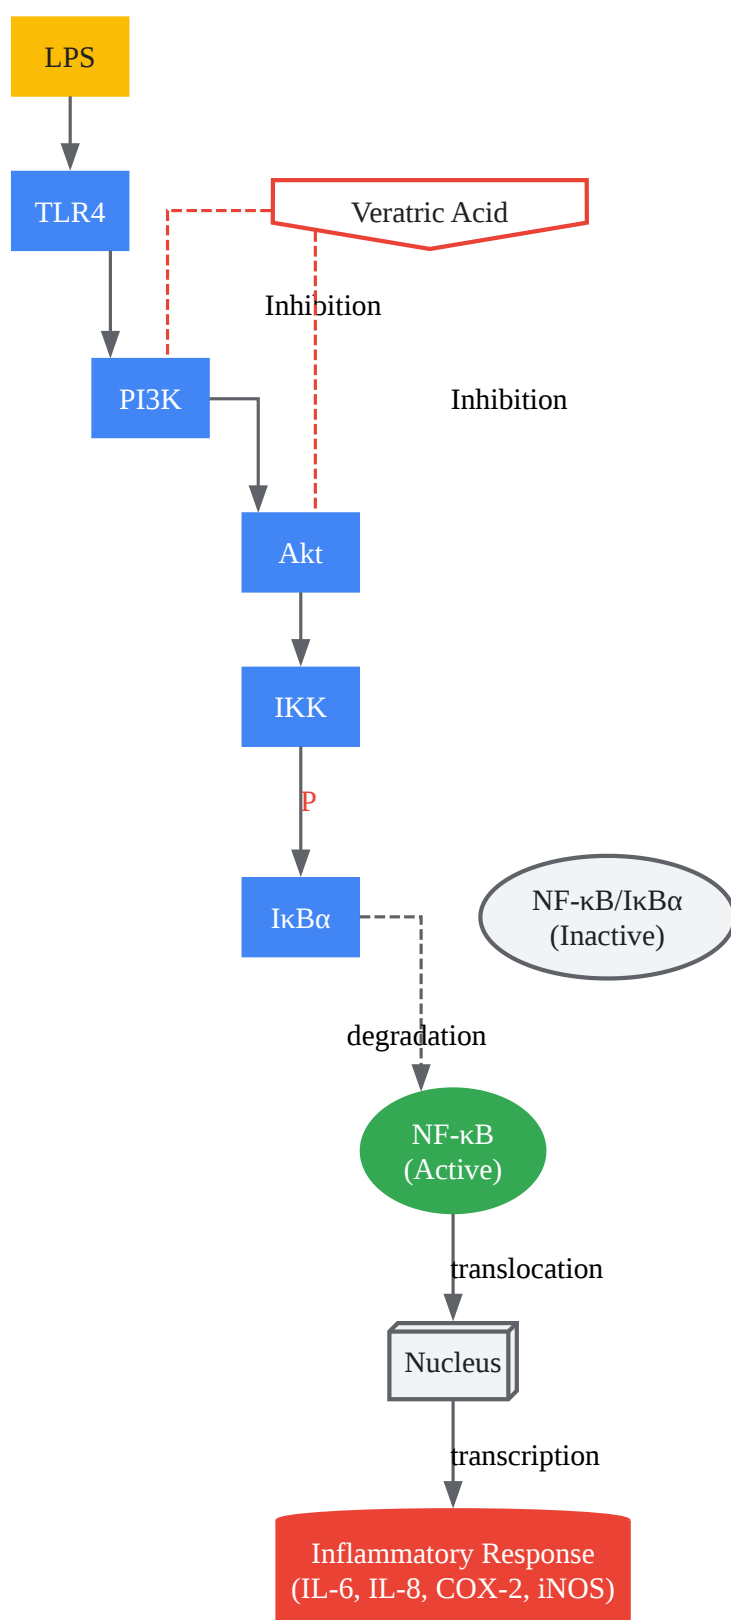 LPS
TLR4
Veratric Acid
Inhibition
PI3K
Inhibition
Akt
IKK
P
IκBα
NF-κB/IκBα
(Inactive)
degradation
NF-κB
(Active)
translocation
Nucleus
transcription
Inflammatory Response
(IL-6, IL-8, COX-2, iNOS)